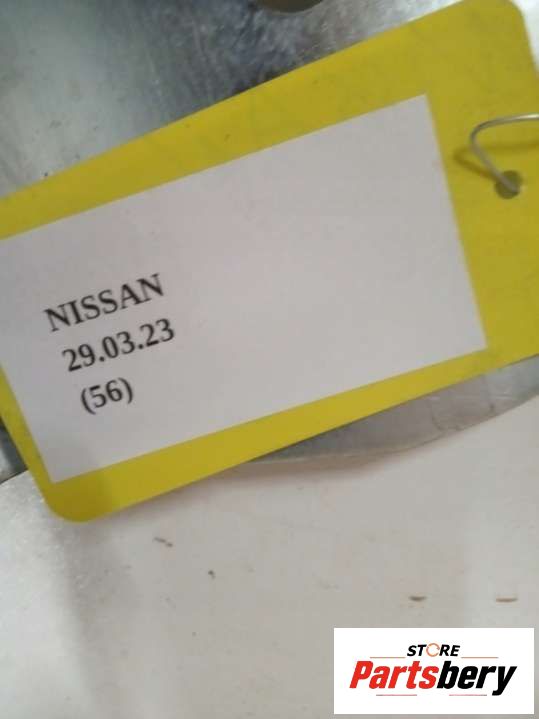 NISSAN
29.03.23
(56)
STORE
Partsbery